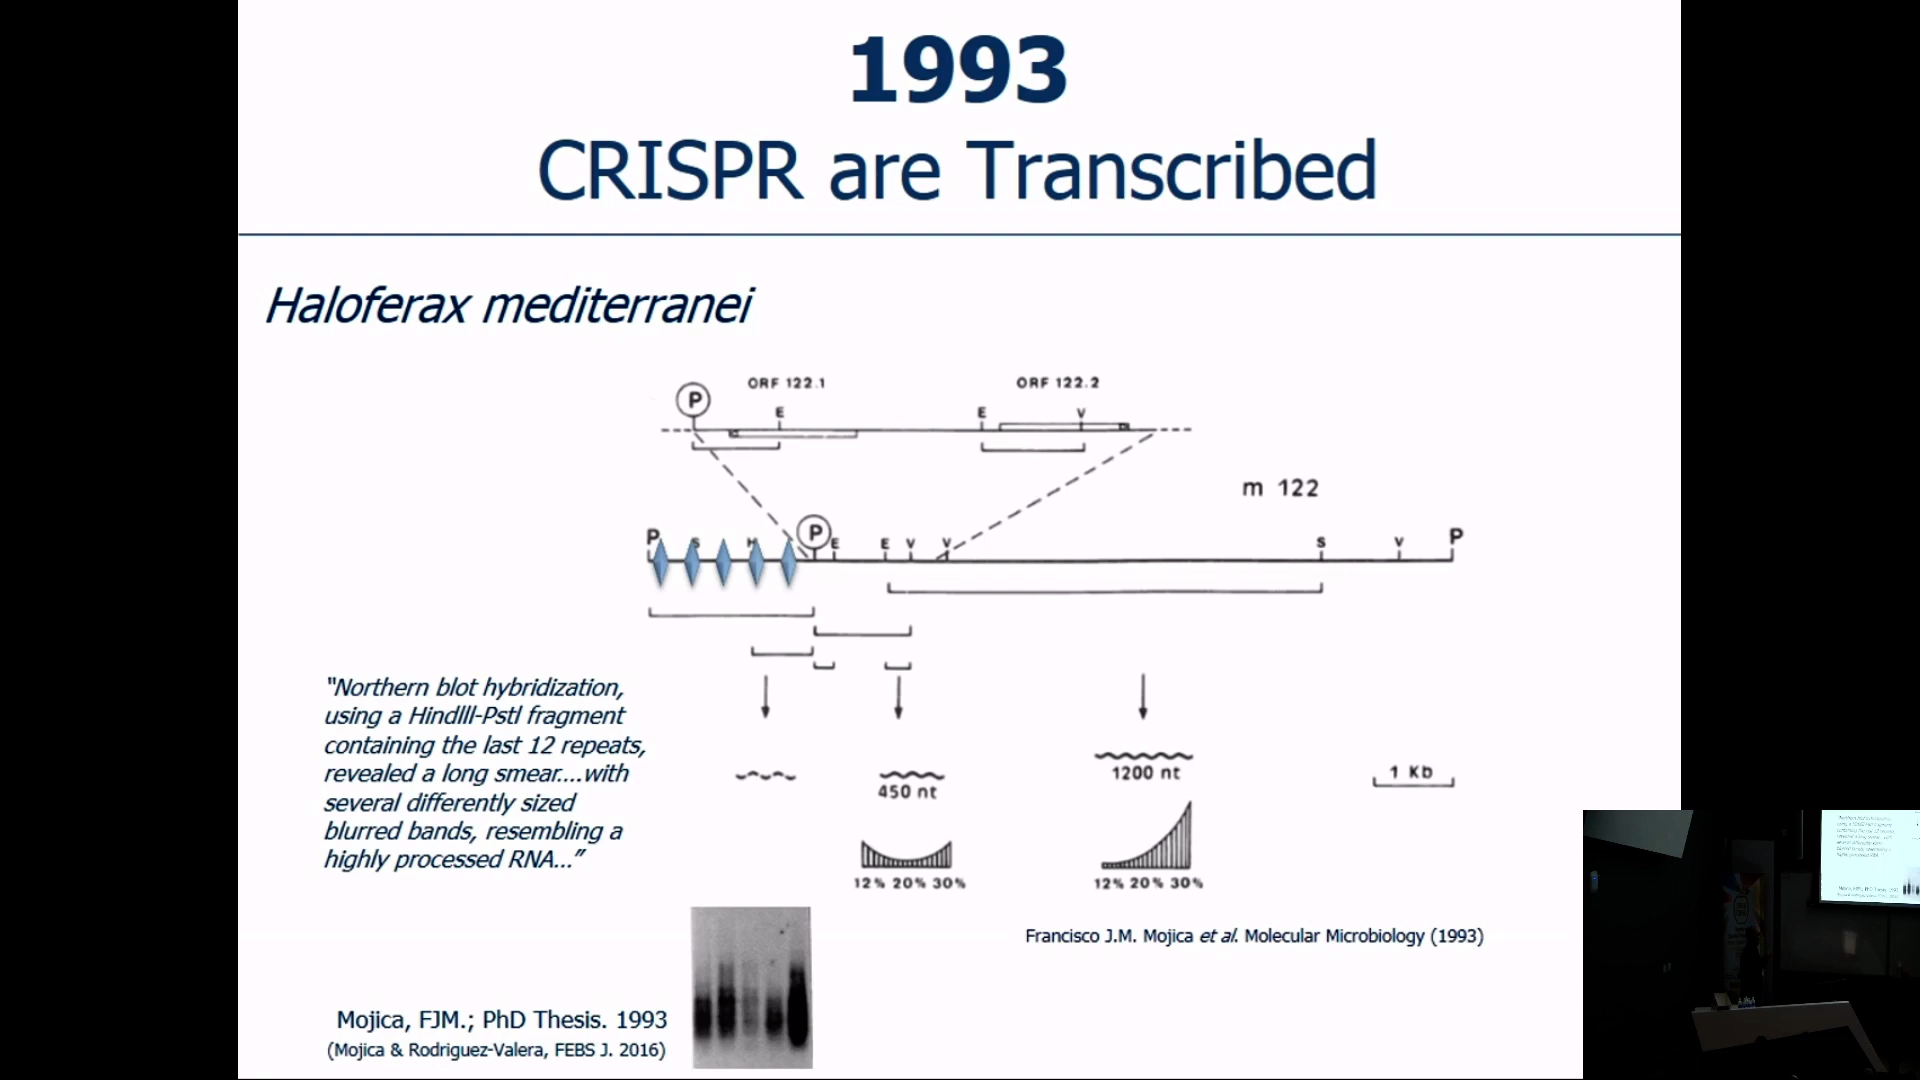 1993
CRISPR are Transcribed
Haloferax mediterranei
ORF 122.1
ORF 122.2
P
E
E
V
m 122
P
S
H
P
E
E
V
V
S
V
P
"Northern blot hybridization,
using a HindIII-PstI fragment
containing the last 12 repeats,
revealed a long smear....with
several differently sized
blurred bands, resembling a
highly processed RNA..."
450 nt
1200 nt
1 Kb
12% 20% 30%
12% 20% 30%
Francisco J.M. Mojica et al. Molecular Microbiology (1993)
Mojica, FJM.; PhD Thesis. 1993
(Mojica & Rodriguez-Valera, FEBS J. 2016)